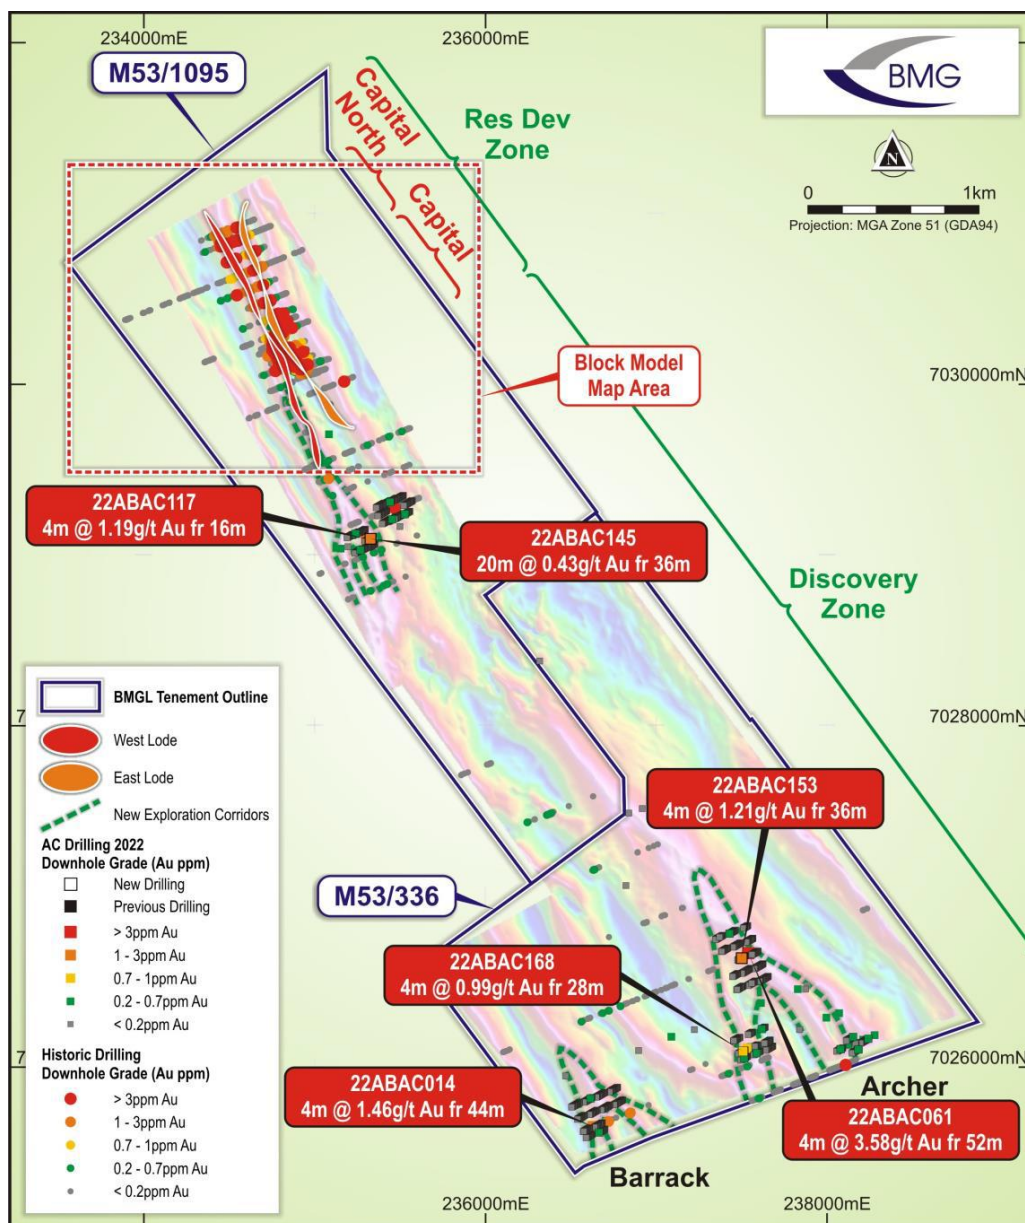 234000mE
236000mE
M53/1095
BMG
Capital
North
Capital
Res Dev
Zone
N
0
1km
Projection: MGA Zone 51 (GDA94)
Block Model
Map Area
7030000mN
22ABAC117
4m @ 1.19g/t Au fr 16m
22ABAC145
20m @ 0.43g/t Au fr 36m
Discovery
Zone
BMGL Tenement Outline
West Lode
East Lode
New Exploration Corridors
AC Drilling 2022
Downhole Grade (Au ppm)
New Drilling
Previous Drilling
> 3ppm Au
1 - 3ppm Au
0.7 - 1ppm Au
0.2 - 0.7ppm Au
< 0.2ppm Au
Historic Drilling
Downhole Grade (Au ppm)
> 3ppm Au
1 - 3ppm Au
0.7 - 1ppm Au
0.2 - 0.7ppm Au
< 0.2ppm Au
7
7028000mN
22ABAC153
4m @ 1.21g/t Au fr 36m
M53/336
22ABAC168
4m @ 0.99g/t Au fr 28m
7
7026000mN
22ABAC014
4m @ 1.46g/t Au fr 44m
Archer
22ABAC061
4m @ 3.58g/t Au fr 52m
Barrack
236000mE
238000mE